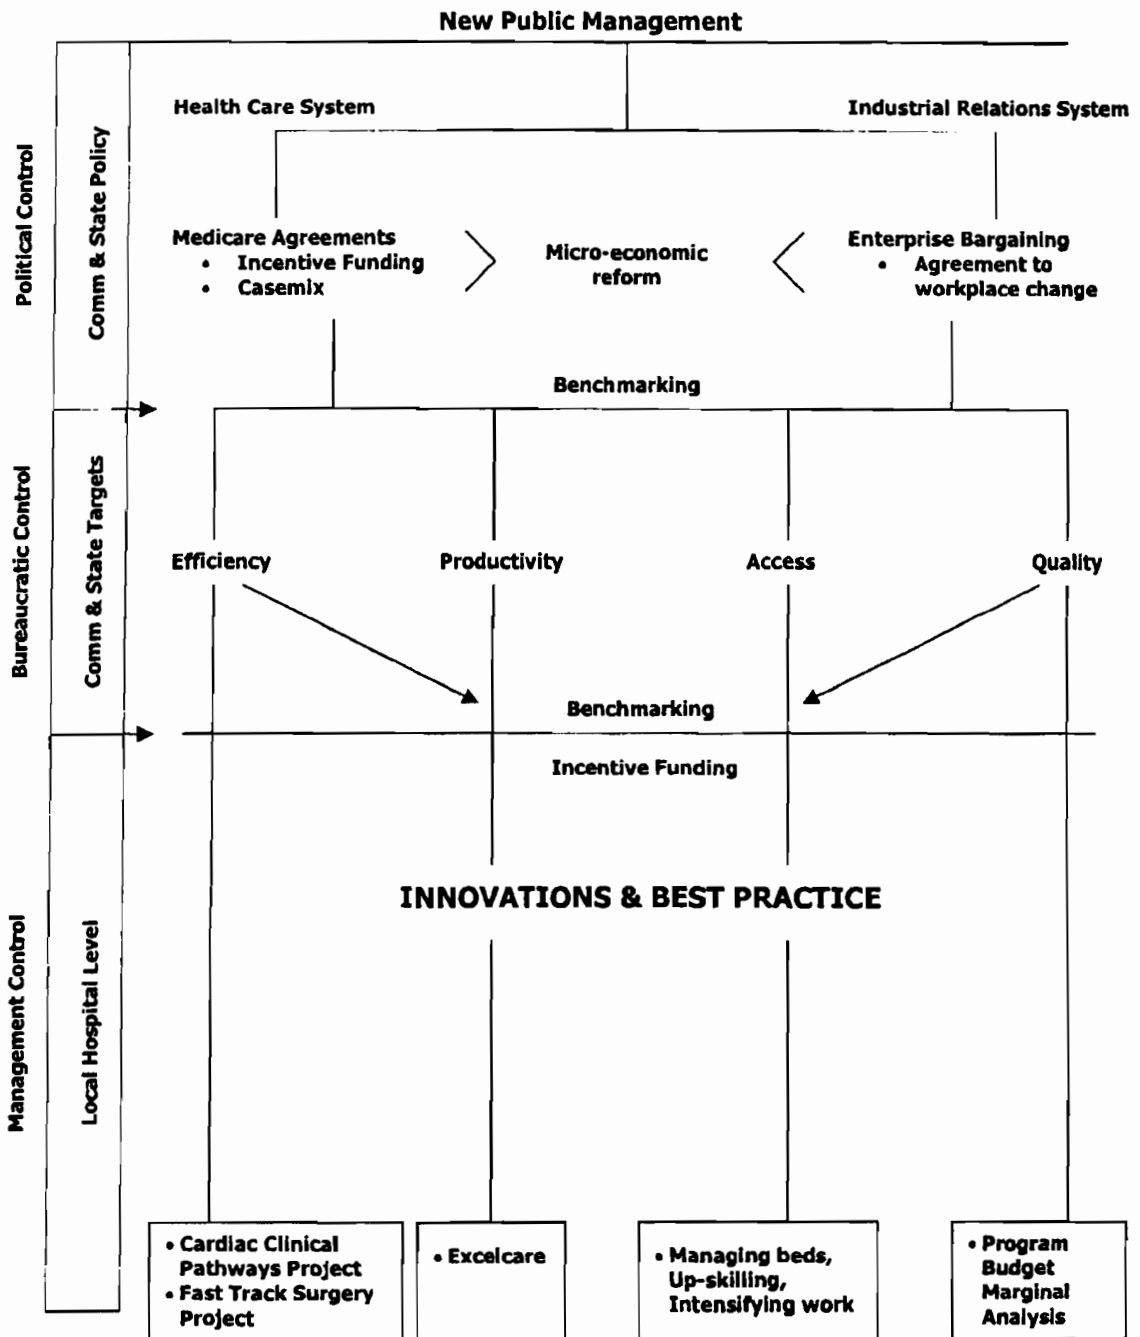 New Public Management
Health Care System
Industrial Relations System
Political Control
Comm & State Policy
Medicare Agreements
• Incentive Funding
• Casemix
Micro-economic
reform
Enterprise Bargaining
• Agreement to
workplace change
Benchmarking
Bureaucratic Control
Comm & State Targets
Efficiency
Productivity
Access
Quality
Benchmarking
Incentive Funding
Management Control
Local Hospital Level
INNOVATIONS & BEST PRACTICE
• Cardiac Clinical
Pathways Project
• Fast Track Surgery
Project
• Excelcare
• Managing beds,
Up-skilling,
Intensifying work
• Program
Budget
Marginal
Analysis